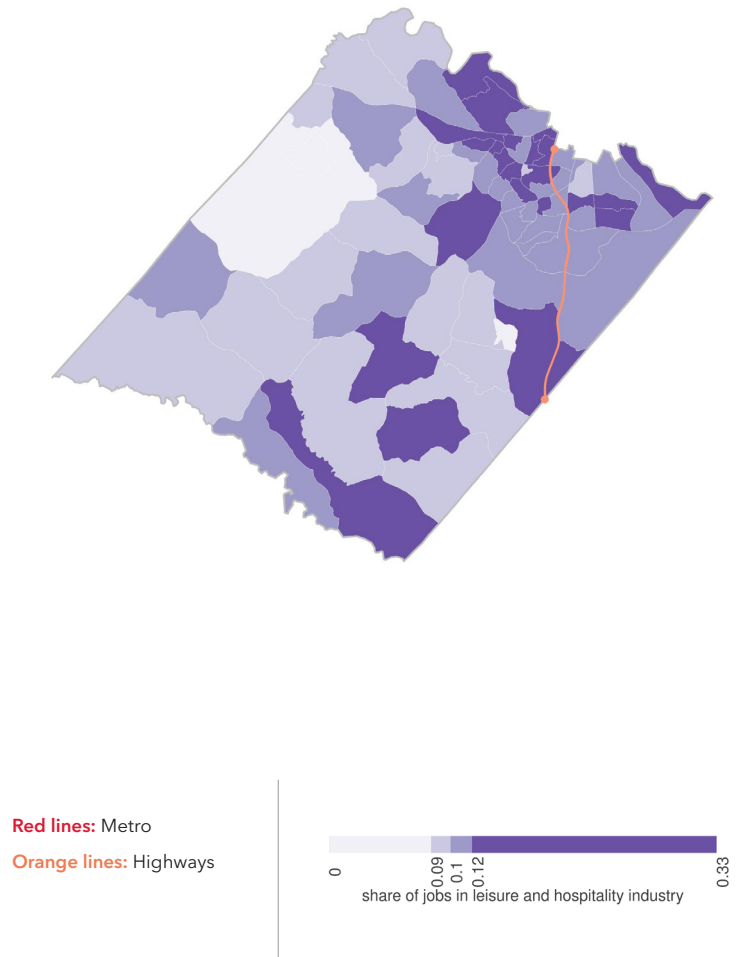 Red lines: Metro
Orange lines: Highways
0
0.09
0.1
0.12
0.33
share of jobs in leisure and hospitality industry